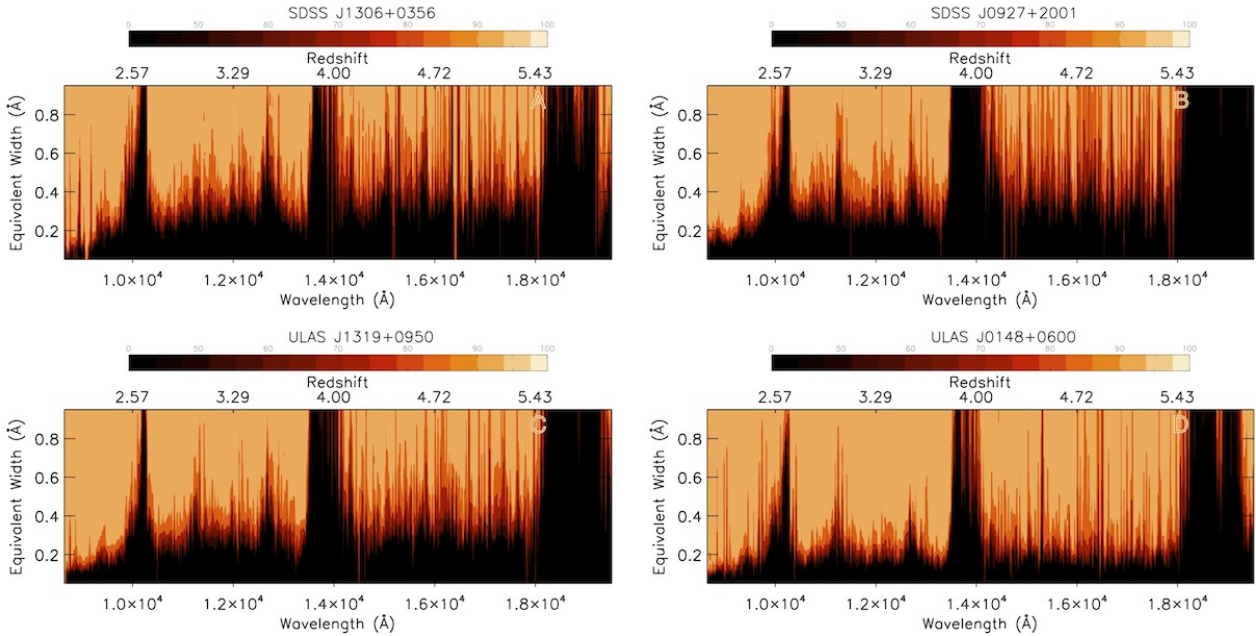 SDSS J1306+0356
0 50 60 70 80 90 100
Redshift
2.57 3.29 4.00 4.72 5.43
A
Equivalent Width (Å)
0.8
0.6
0.4
0.2
1.0×10⁴ 1.2×10⁴ 1.4×10⁴ 1.6×10⁴ 1.8×10⁴
Wavelength (Å)
SDSS J0927+2001
0 50 60 70 80 90 100
Redshift
2.57 3.29 4.00 4.72 5.43
B
Equivalent Width (Å)
0.8
0.6
0.4
0.2
1.0×10⁴ 1.2×10⁴ 1.4×10⁴ 1.6×10⁴ 1.8×10⁴
Wavelength (Å)
ULAS J1319+0950
0 50 60 70 80 90 100
Redshift
2.57 3.29 4.00 4.72 5.43
C
Equivalent Width (Å)
0.8
0.6
0.4
0.2
1.0×10⁴ 1.2×10⁴ 1.4×10⁴ 1.6×10⁴ 1.8×10⁴
Wavelength (Å)
ULAS J0148+0600
0 50 60 70 80 90 100
Redshift
2.57 3.29 4.00 4.72 5.43
D
Equivalent Width (Å)
0.8
0.6
0.4
0.2
1.0×10⁴ 1.2×10⁴ 1.4×10⁴ 1.6×10⁴ 1.8×10⁴
Wavelength (Å)